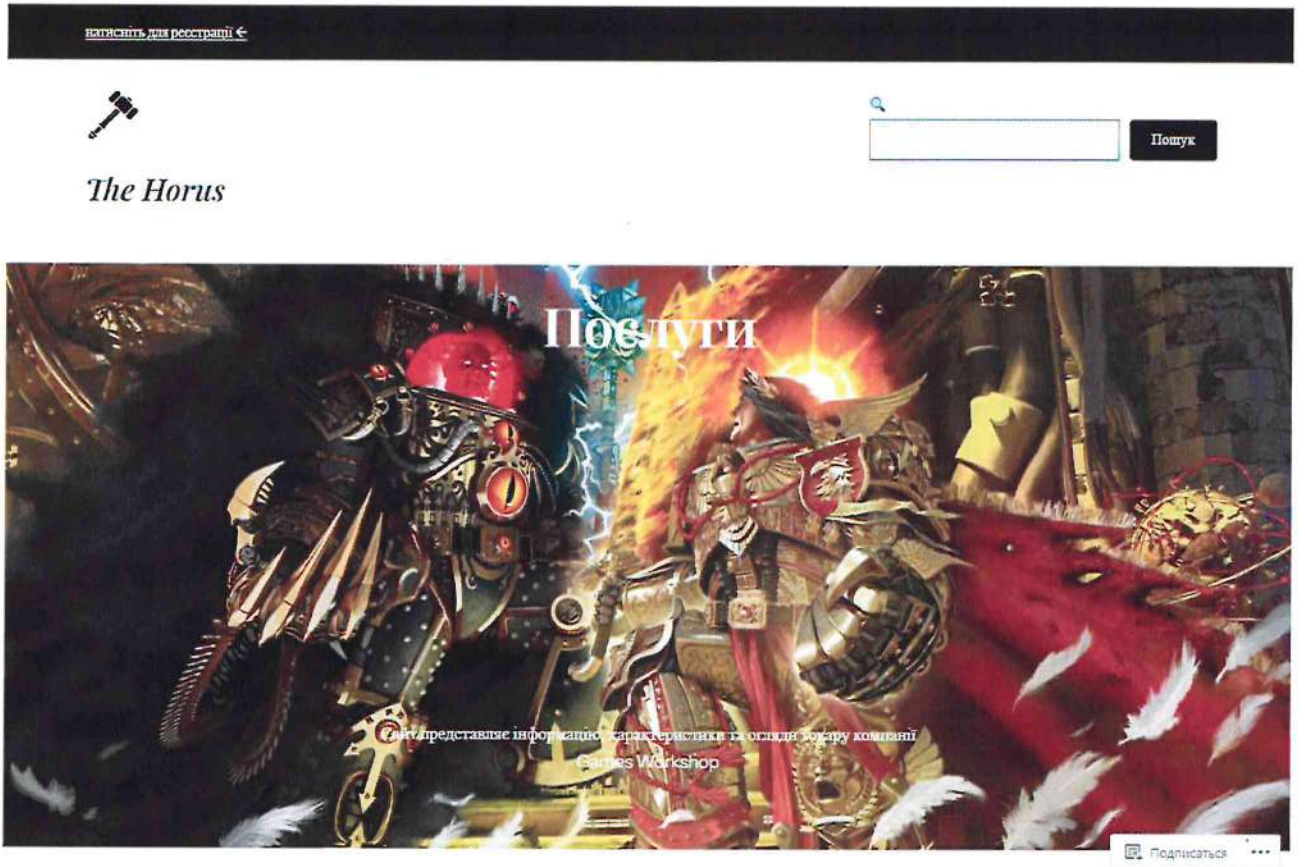 натисніть для реєстрації ←
The Horus
Пошук
Послуги
Сайт представляє інформацію, характеристики та огляди товару компанії
Games Workshop
Подписаться